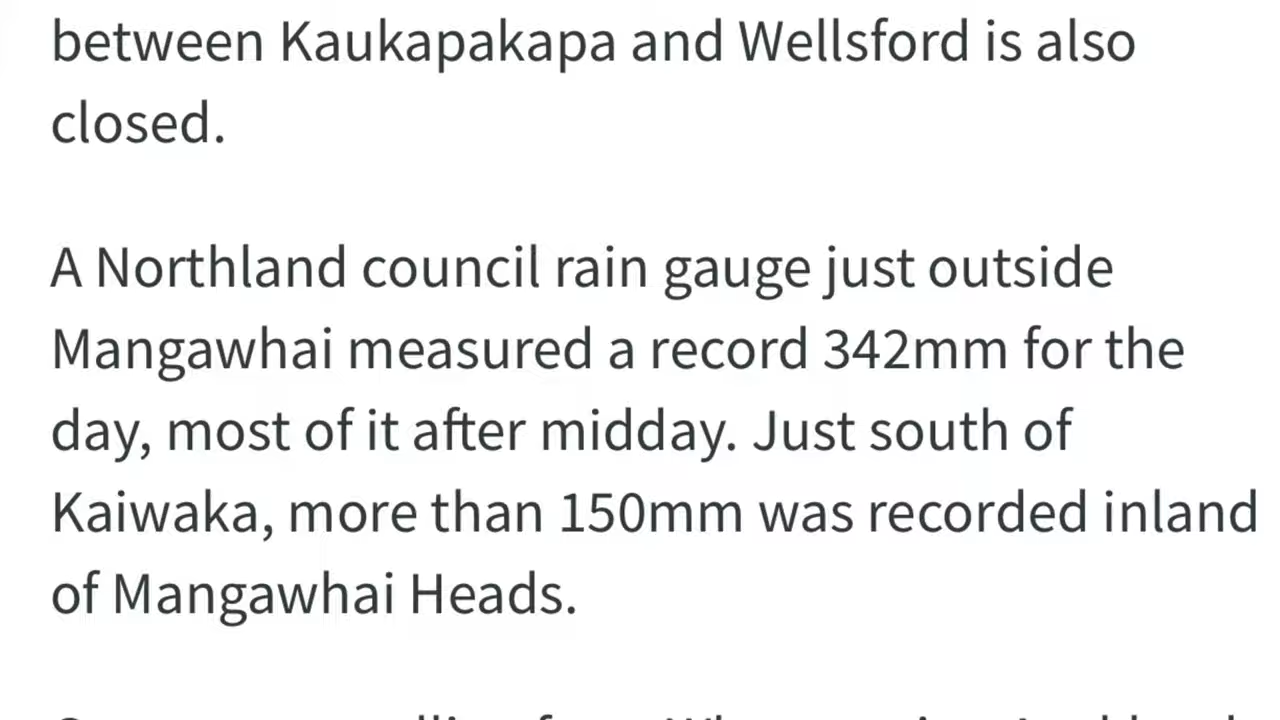 between Kaukapakapa and Wellsford is also
closed.
A Northland council rain gauge just outside
Mangawhai measured a record 342mm for the
day, most of it after midday. Just south of
Kaiwaka, more than 150mm was recorded inland
of Mangawhai Heads.